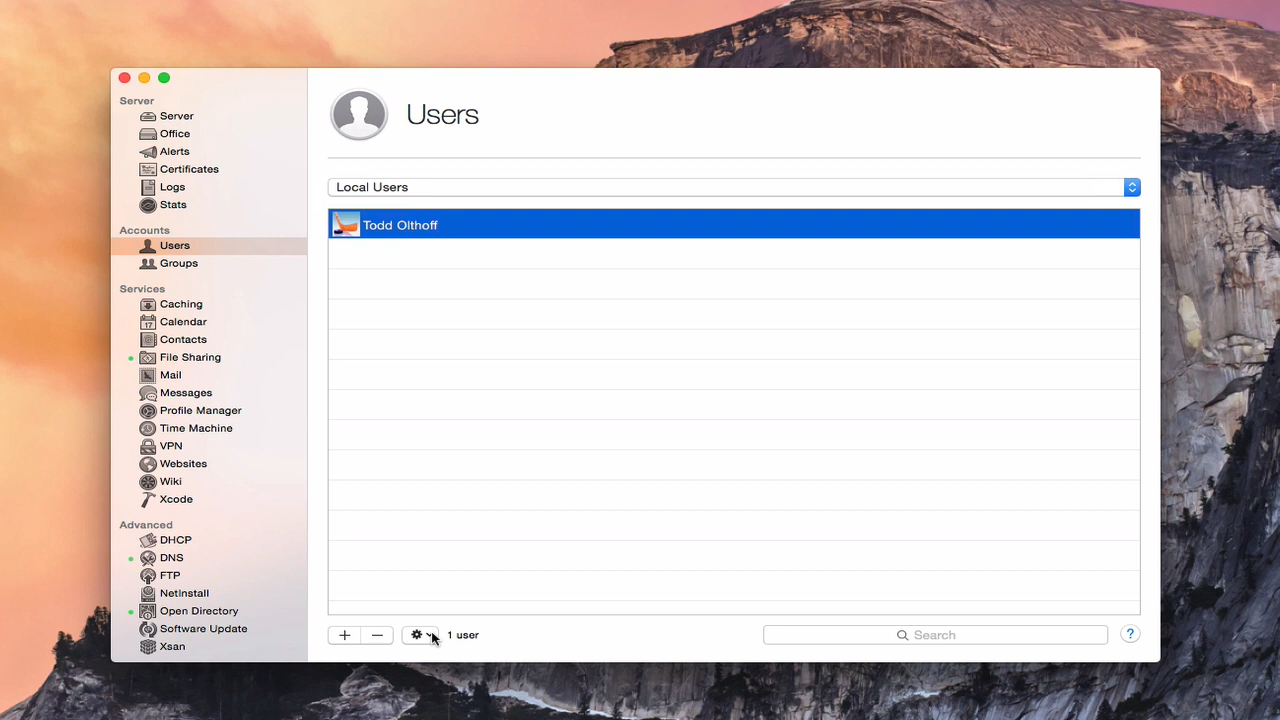 Server
Server
Office
Alerts
Certificates
Logs
Stats
Accounts
Users
Groups
Services
Caching
17 Calendar
Contacts
File Sharing
Mail
Messages
Profile Manager
Time Machine
VPN
Websites
Wiki
Xcode
Advanced
DHCP
DNS
FTP
NetInstall
Open Directory
Software Update
Xsan
Users
Local Users
Todd Olthoff
1 user
Search
?